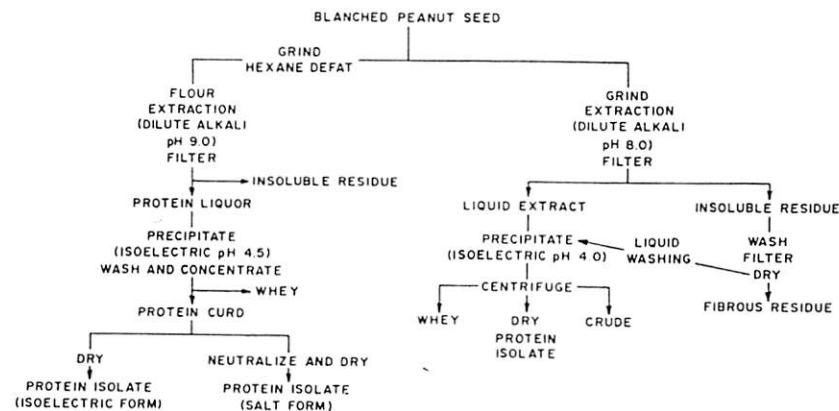 BLANCHED PEANUT SEED
GRIND
HEXANE DEFAT
FLOUR
EXTRACTION
(DILUTE ALKALI
pH 9.0)
FILTER
INSOLUBLE RESIDUE
PROTEIN LIQUOR
PRECIPITATE
(ISOELECTRIC pH 4.5)
WASH AND CONCENTRATE
WHEY
PROTEIN CURD
DRY
PROTEIN ISOLATE
(ISOELECTRIC FORM)
NEUTRALIZE AND DRY
PROTEIN ISOLATE
(SALT FORM)
GRIND
EXTRACTION
(DILUTE ALKALI
pH 8.0)
FILTER
LIQUID EXTRACT
PRECIPITATE
(ISOELECTRIC pH 4.0)
CENTRIFUGE
WHEY
DRY
PROTEIN
ISOLATE
CRUDE
LIQUID
WASHING
INSOLUBLE RESIDUE
WASH
FILTER
DRY
FIBROUS RESIDUE